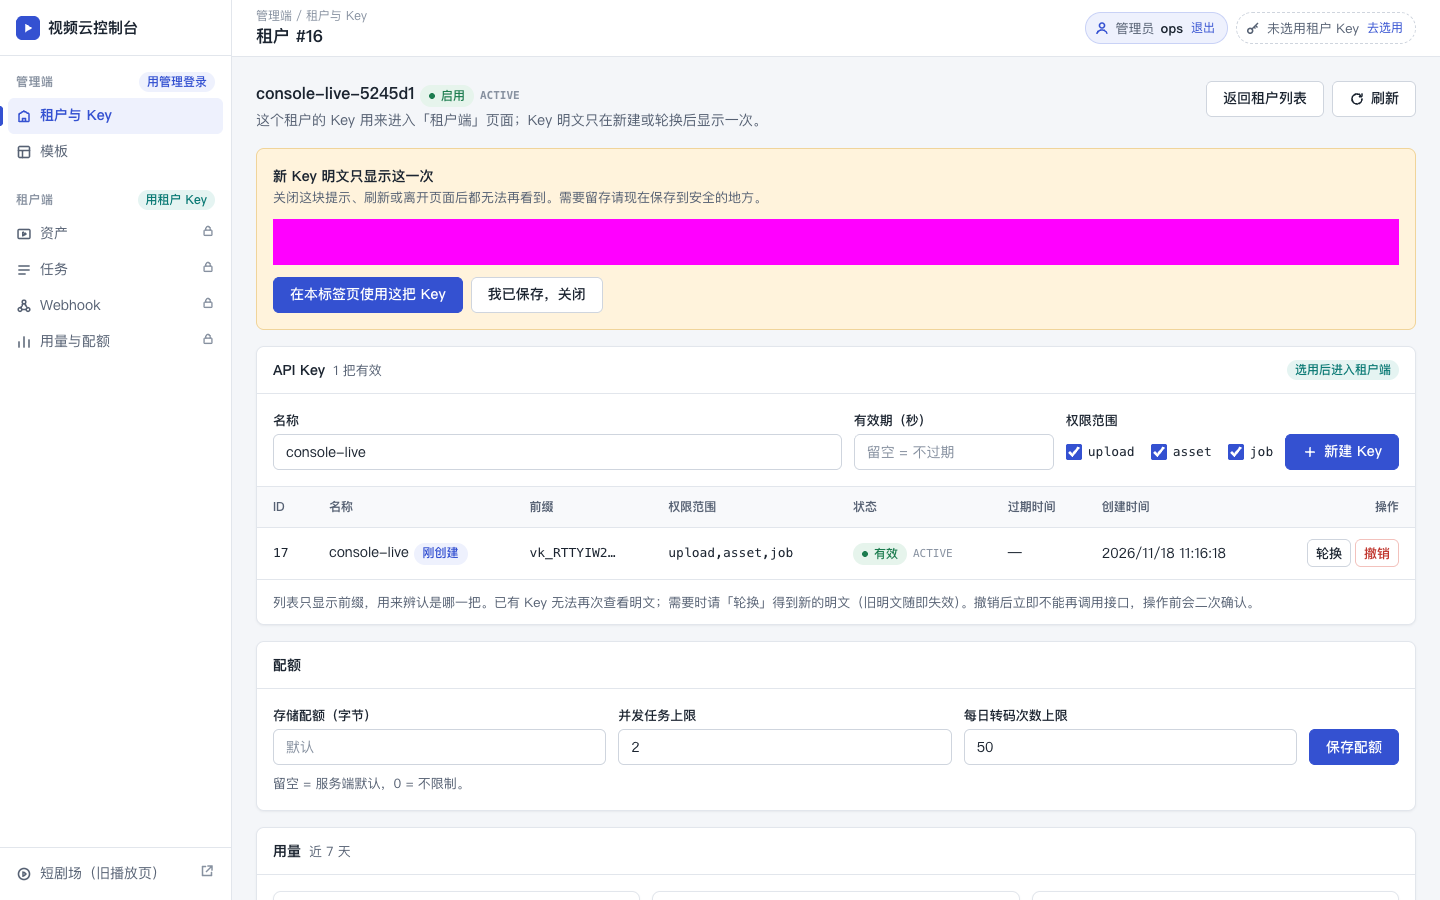 视频云控制台
管理端 用管理登录
租户与 Key
模板
租户端 用租户 Key
资产
任务
Webhook
用量与配额
短剧场（旧播放页）
管理端 / 租户与 Key
租户 #16
管理员 ops 退出
未选用租户 Key 去选用
console-live-5245d1 启用 ACTIVE
这个租户的 Key 用来进入「租户端」页面；Key 明文只在新建或轮换后显示一次。
返回租户列表 刷新
新 Key 明文只显示这一次
关闭这块提示、刷新或离开页面后都无法再看到。需要留存请现在保存到安全的地方。
在本标签页使用这把 Key 我已保存，关闭
API Key 1 把有效 选用后进入租户端
名称 有效期（秒） 权限范围
console-live 留空 = 不过期 upload asset job + 新建 Key
ID 名称 前缀 权限范围 状态 过期时间 创建时间 操作
17 console-live 刚创建 vk_RTTYIW2… upload,asset,job 有效 ACTIVE — 2026/11/18 11:16:18 轮换 撤销
列表只显示前缀，用来辨认是哪一把。已有 Key 无法再次查看明文；需要时请「轮换」得到新的明文（旧明文随即失效）。撤销后立即不能再调用接口，操作前会二次确认。
配额
存储配额（字节） 并发任务上限 每日转码次数上限
默认 2 50 保存配额
留空 = 服务端默认，0 = 不限制。
用量 近 7 天